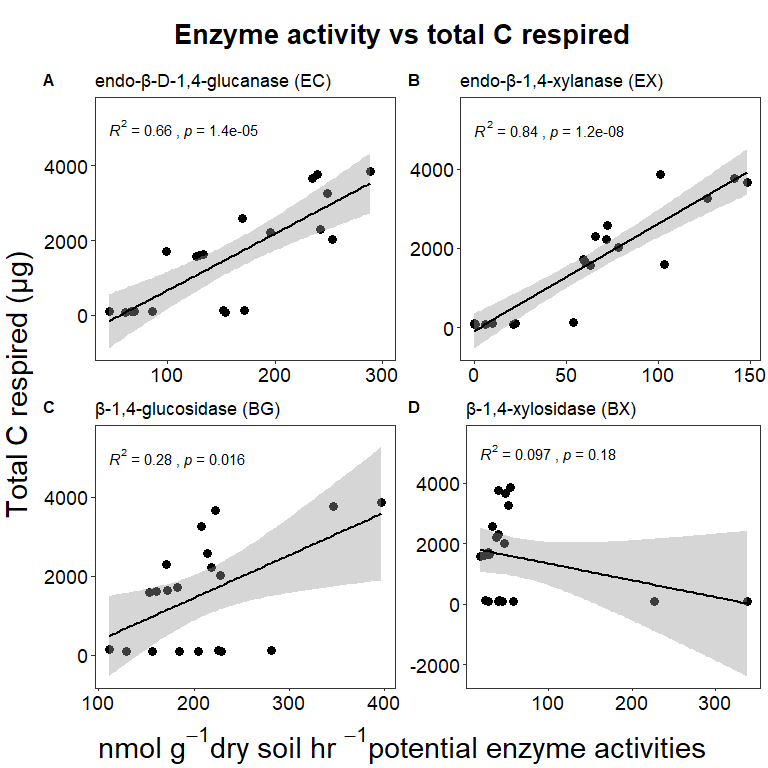 Enzyme activity vs total C respired
A endo-β-D-1,4-glucanase (EC)
R² = 0.66 , p = 1.4e-05
4000
2000
0
100 200 300
B endo-β-1,4-xylanase (EX)
R² = 0.84 , p = 1.2e-08
4000
2000
0
0 50 100 150
C β-1,4-glucosidase (BG)
R² = 0.28 , p = 0.016
4000
2000
0
100 200 300 400
D β-1,4-xylosidase (BX)
R² = 0.097 , p = 0.18
4000
2000
0
-2000
100 200 300
Total C respired (µg)
nmol g⁻¹dry soil hr ⁻¹potential enzyme activities